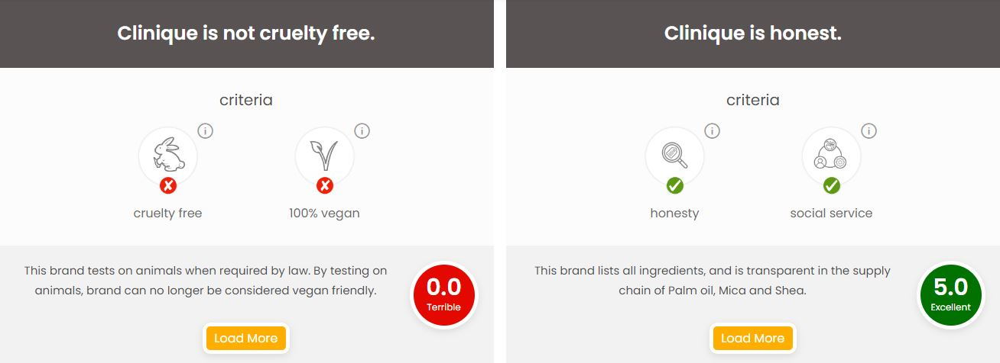 Clinique is not cruelty free.
criteria
cruelty free
100% vegan
This brand tests on animals when required by law. By testing on
animals, brand can no longer be considered vegan friendly.
0.0
Terrible
Load More
Clinique is honest.
criteria
honesty
social service
This brand lists all ingredients, and is transparent in the supply
chain of Palm oil, Mica and Shea.
5.0
Excellent
Load More